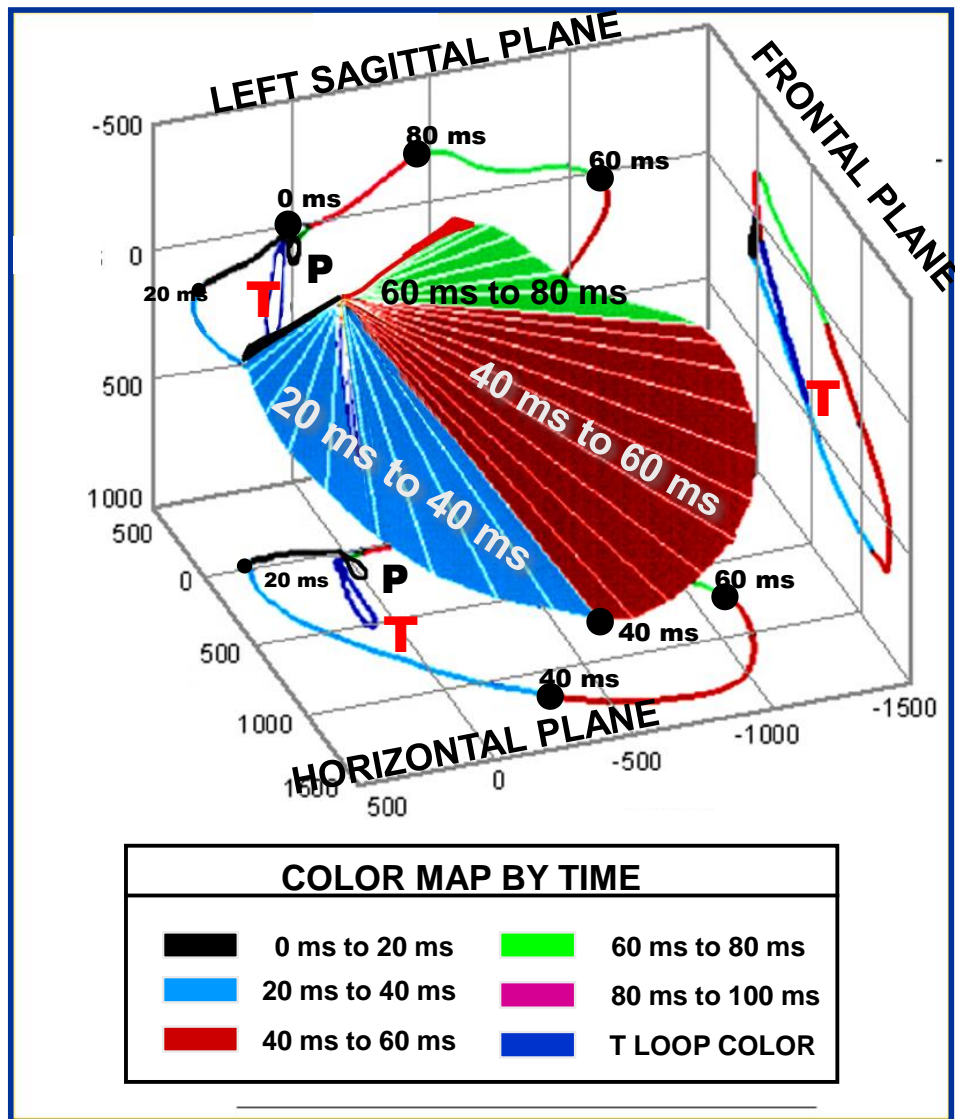 LEFT SAGITTAL PLANE
FRONTAL PLANE
-500
80 ms
60 ms
0 ms
0
P
20 ms
T
60 ms to 80 ms
500
T
40 ms to 60 ms
20 ms to 40 ms
1000
500
0
20 ms
P
60 ms
T
40 ms
500
40 ms
1000
HORIZONTAL PLANE
1500
500
0
-500
-1000
-1500
COLOR MAP BY TIME
0 ms to 20 ms
60 ms to 80 ms
20 ms to 40 ms
80 ms to 100 ms
40 ms to 60 ms
T LOOP COLOR